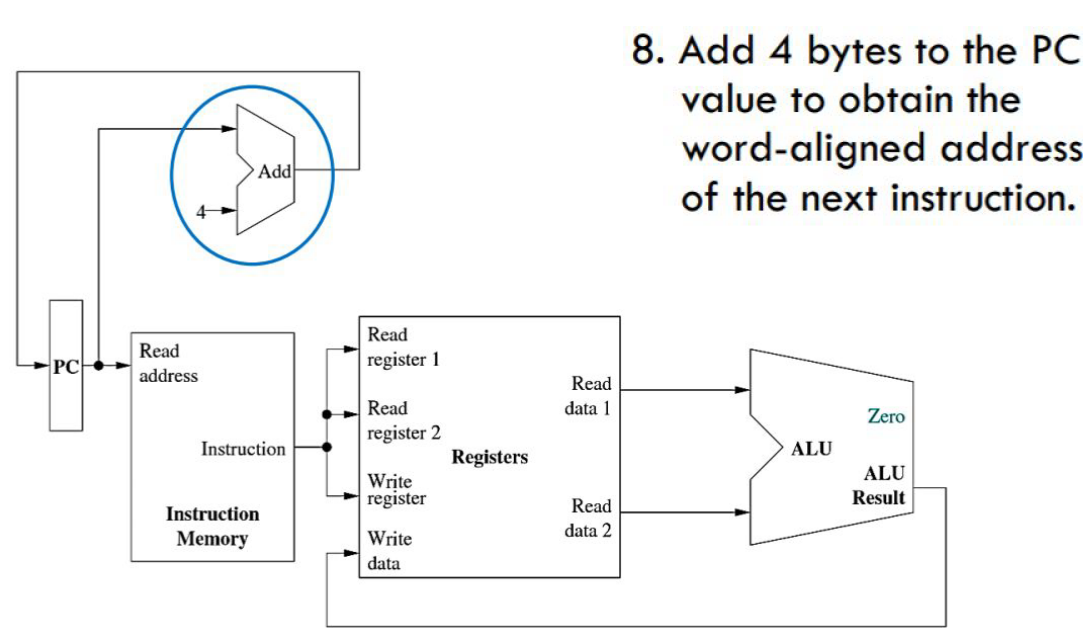 8. Add 4 bytes to the PC
value to obtain the
word-aligned address
of the next instruction.
Add
4
PC
Read
address
Instruction
Instruction
Memory
Read
register 1
Read
register 2
Registers
Write
register
Write
data
Read
data 1
Read
data 2
Zero
ALU
ALU
Result